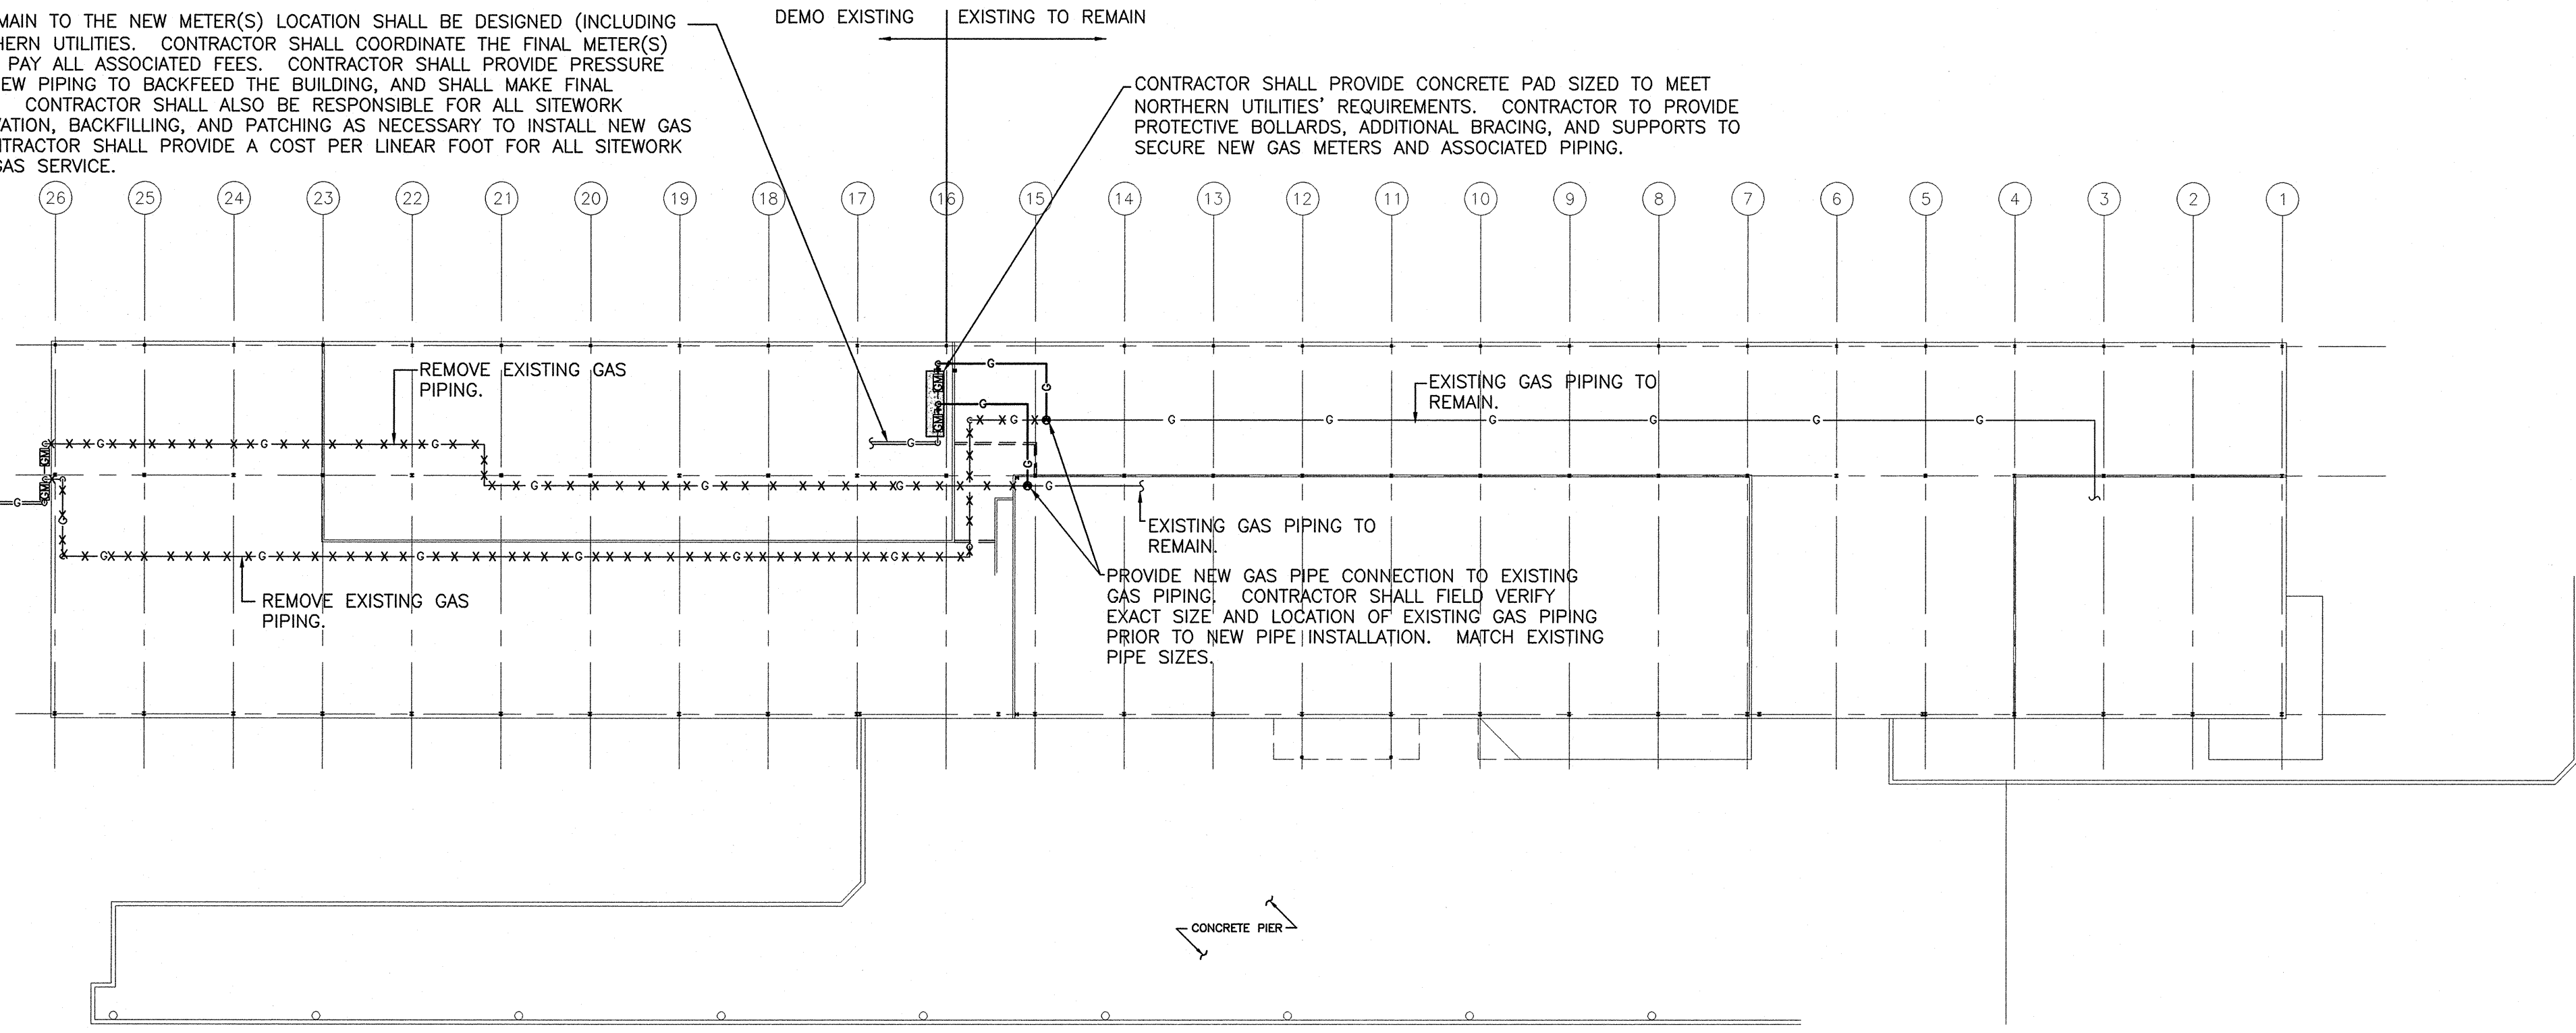 MAIN TO THE NEW METER(S) LOCATION SHALL BE DESIGNED (INCLUDING
HERN UTILITIES. CONTRACTOR SHALL COORDINATE THE FINAL METER(S)
PAY ALL ASSOCIATED FEES. CONTRACTOR SHALL PROVIDE PRESSURE
EW PIPING TO BACKFEED THE BUILDING, AND SHALL MAKE FINAL
CONTRACTOR SHALL ALSO BE RESPONSIBLE FOR ALL SITEWORK
VATION, BACKFILLING, AND PATCHING AS NECESSARY TO INSTALL NEW GAS
NTRACTOR SHALL PROVIDE A COST PER LINEAR FOOT FOR ALL SITEWORK
GAS SERVICE.
DEMO EXISTING
EXISTING TO REMAIN
CONTRACTOR SHALL PROVIDE CONCRETE PAD SIZED TO MEET
NORTHERN UTILITIES' REQUIREMENTS. CONTRACTOR TO PROVIDE
PROTECTIVE BOLLARDS, ADDITIONAL BRACING, AND SUPPORTS TO
SECURE NEW GAS METERS AND ASSOCIATED PIPING.
26 25 24 23 22 21 20 19 18 17 16 15 14 13 12 11 10 9 8 7 6 5 4 3 2 1
REMOVE EXISTING GAS
PIPING.
G
G
GM
GM
G
G
EXISTING GAS PIPING TO
REMAIN.
G G G G G G G
G G G
GM
GM
G
G G G G G
G
G
G G G G G G
EXISTING GAS PIPING TO
REMAIN.
PROVIDE NEW GAS PIPE CONNECTION TO EXISTING
GAS PIPING. CONTRACTOR SHALL FIELD VERIFY
EXACT SIZE AND LOCATION OF EXISTING GAS PIPING
PRIOR TO NEW PIPE INSTALLATION. MATCH EXISTING
PIPE SIZES.
REMOVE EXISTING GAS
PIPING.
CONCRETE PIER